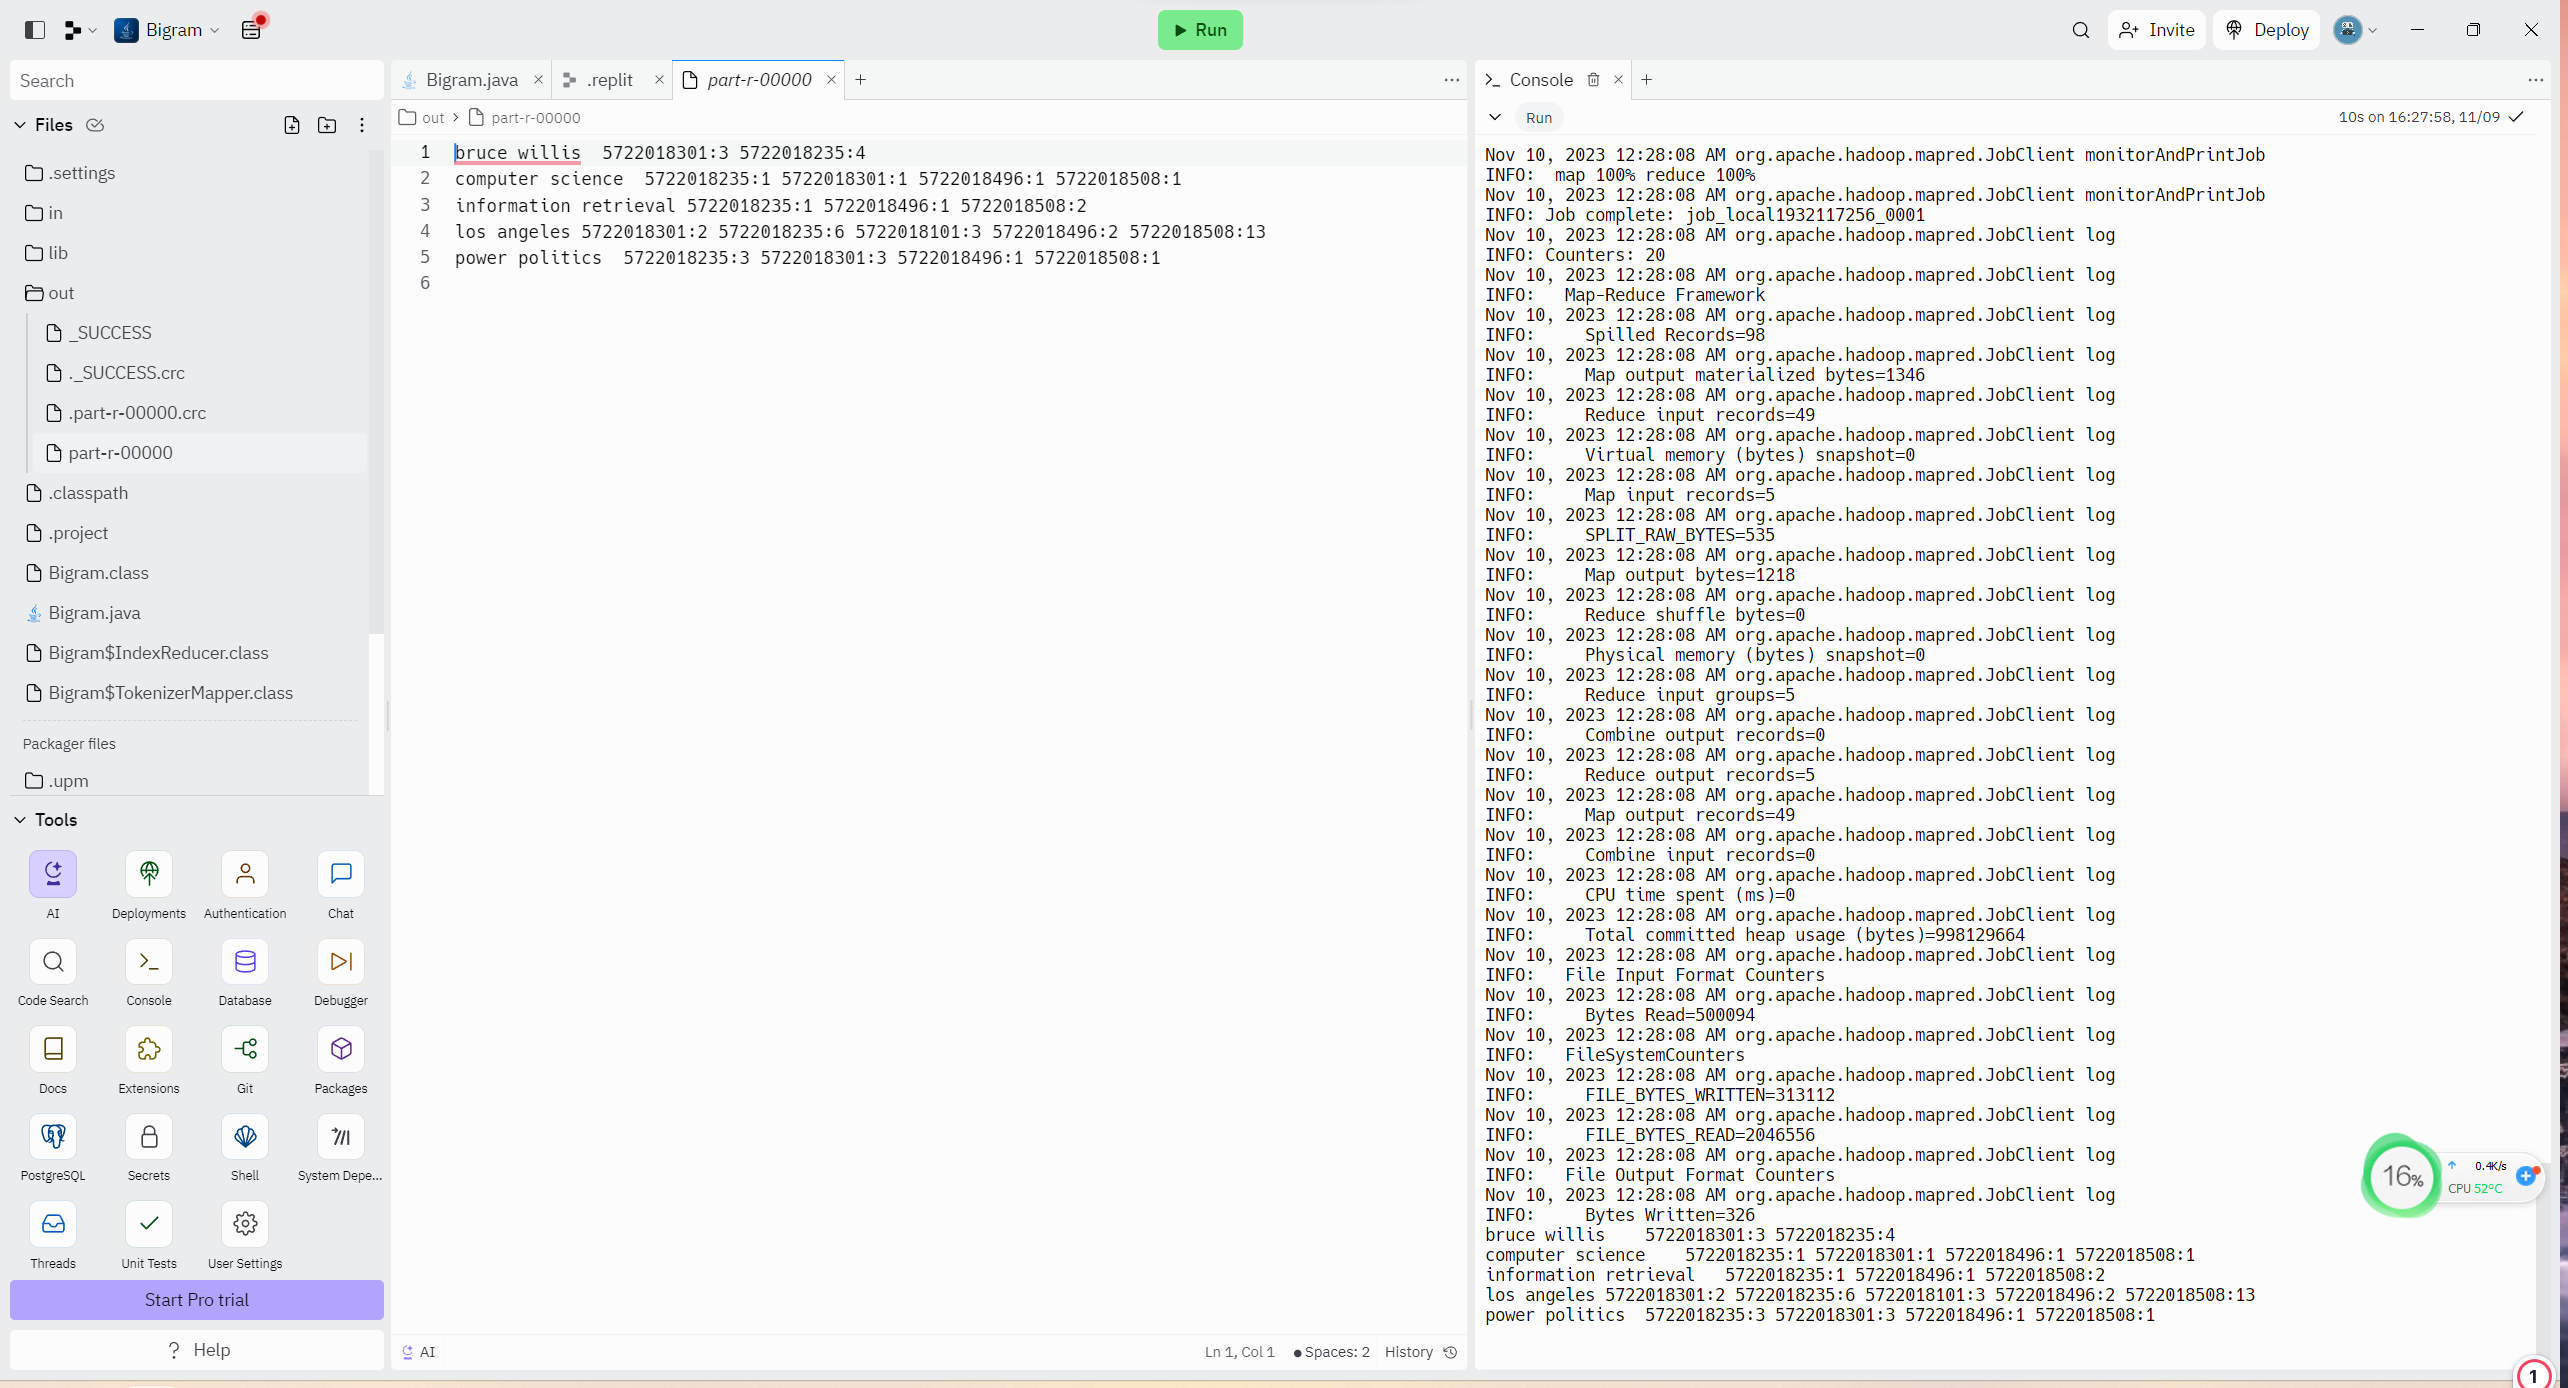 Bigram
Run
Invite
Deploy
Search
Files
.settings
in
lib
out
_SUCCESS
._SUCCESS.crc
.part-r-00000.crc
part-r-00000
.classpath
.project
Bigram.class
Bigram.java
Bigram$IndexReducer.class
Bigram$TokenizerMapper.class
Packager files
.upm
Tools
AI Deployments Authentication Chat
Code Search Console Database Debugger
Docs Extensions Git Packages
PostgreSQL Secrets Shell System Depe...
Threads Unit Tests User Settings
Start Pro trial
? Help
Bigram.java .replit part-r-00000
out > part-r-00000
1 bruce willis 5722018301:3 5722018235:4
2 computer science 5722018235:1 5722018301:1 5722018496:1 5722018508:1
3 information retrieval 5722018235:1 5722018496:1 5722018508:2
4 los angeles 5722018301:2 5722018235:6 5722018101:3 5722018496:2 5722018508:13
5 power politics 5722018235:3 5722018301:3 5722018496:1 5722018508:1
6
AI Ln 1, Col 1 Spaces: 2 History
Console
Run 10s on 16:27:58, 11/09
Nov 10, 2023 12:28:08 AM org.apache.hadoop.mapred.JobClient monitorAndPrintJob
INFO: map 100% reduce 100%
Nov 10, 2023 12:28:08 AM org.apache.hadoop.mapred.JobClient monitorAndPrintJob
INFO: Job complete: job_local1932117256_0001
Nov 10, 2023 12:28:08 AM org.apache.hadoop.mapred.JobClient log
INFO: Counters: 20
Nov 10, 2023 12:28:08 AM org.apache.hadoop.mapred.JobClient log
INFO: Map-Reduce Framework
Nov 10, 2023 12:28:08 AM org.apache.hadoop.mapred.JobClient log
INFO: Spilled Records=98
Nov 10, 2023 12:28:08 AM org.apache.hadoop.mapred.JobClient log
INFO: Map output materialized bytes=1346
Nov 10, 2023 12:28:08 AM org.apache.hadoop.mapred.JobClient log
INFO: Reduce input records=49
Nov 10, 2023 12:28:08 AM org.apache.hadoop.mapred.JobClient log
INFO: Virtual memory (bytes) snapshot=0
Nov 10, 2023 12:28:08 AM org.apache.hadoop.mapred.JobClient log
INFO: Map input records=5
Nov 10, 2023 12:28:08 AM org.apache.hadoop.mapred.JobClient log
INFO: SPLIT_RAW_BYTES=535
Nov 10, 2023 12:28:08 AM org.apache.hadoop.mapred.JobClient log
INFO: Map output bytes=1218
Nov 10, 2023 12:28:08 AM org.apache.hadoop.mapred.JobClient log
INFO: Reduce shuffle bytes=0
Nov 10, 2023 12:28:08 AM org.apache.hadoop.mapred.JobClient log
INFO: Physical memory (bytes) snapshot=0
Nov 10, 2023 12:28:08 AM org.apache.hadoop.mapred.JobClient log
INFO: Reduce input groups=5
Nov 10, 2023 12:28:08 AM org.apache.hadoop.mapred.JobClient log
INFO: Combine output records=0
Nov 10, 2023 12:28:08 AM org.apache.hadoop.mapred.JobClient log
INFO: Reduce output records=5
Nov 10, 2023 12:28:08 AM org.apache.hadoop.mapred.JobClient log
INFO: Map output records=49
Nov 10, 2023 12:28:08 AM org.apache.hadoop.mapred.JobClient log
INFO: Combine input records=0
Nov 10, 2023 12:28:08 AM org.apache.hadoop.mapred.JobClient log
INFO: CPU time spent (ms)=0
Nov 10, 2023 12:28:08 AM org.apache.hadoop.mapred.JobClient log
INFO: Total committed heap usage (bytes)=998129664
Nov 10, 2023 12:28:08 AM org.apache.hadoop.mapred.JobClient log
INFO: File Input Format Counters
Nov 10, 2023 12:28:08 AM org.apache.hadoop.mapred.JobClient log
INFO: Bytes Read=500094
Nov 10, 2023 12:28:08 AM org.apache.hadoop.mapred.JobClient log
INFO: FileSystemCounters
Nov 10, 2023 12:28:08 AM org.apache.hadoop.mapred.JobClient log
INFO: FILE_BYTES_WRITTEN=313112
Nov 10, 2023 12:28:08 AM org.apache.hadoop.mapred.JobClient log
INFO: FILE_BYTES_READ=2046556
Nov 10, 2023 12:28:08 AM org.apache.hadoop.mapred.JobClient log
INFO: File Output Format Counters
Nov 10, 2023 12:28:08 AM org.apache.hadoop.mapred.JobClient log
INFO: Bytes Written=326
bruce willis 5722018301:3 5722018235:4
computer science 5722018235:1 5722018301:1 5722018496:1 5722018508:1
information retrieval 5722018235:1 5722018496:1 5722018508:2
los angeles 5722018301:2 5722018235:6 5722018101:3 5722018496:2 5722018508:13
power politics 5722018235:3 5722018301:3 5722018496:1 5722018508:1
16%
0.4K/s
CPU 52°C
1